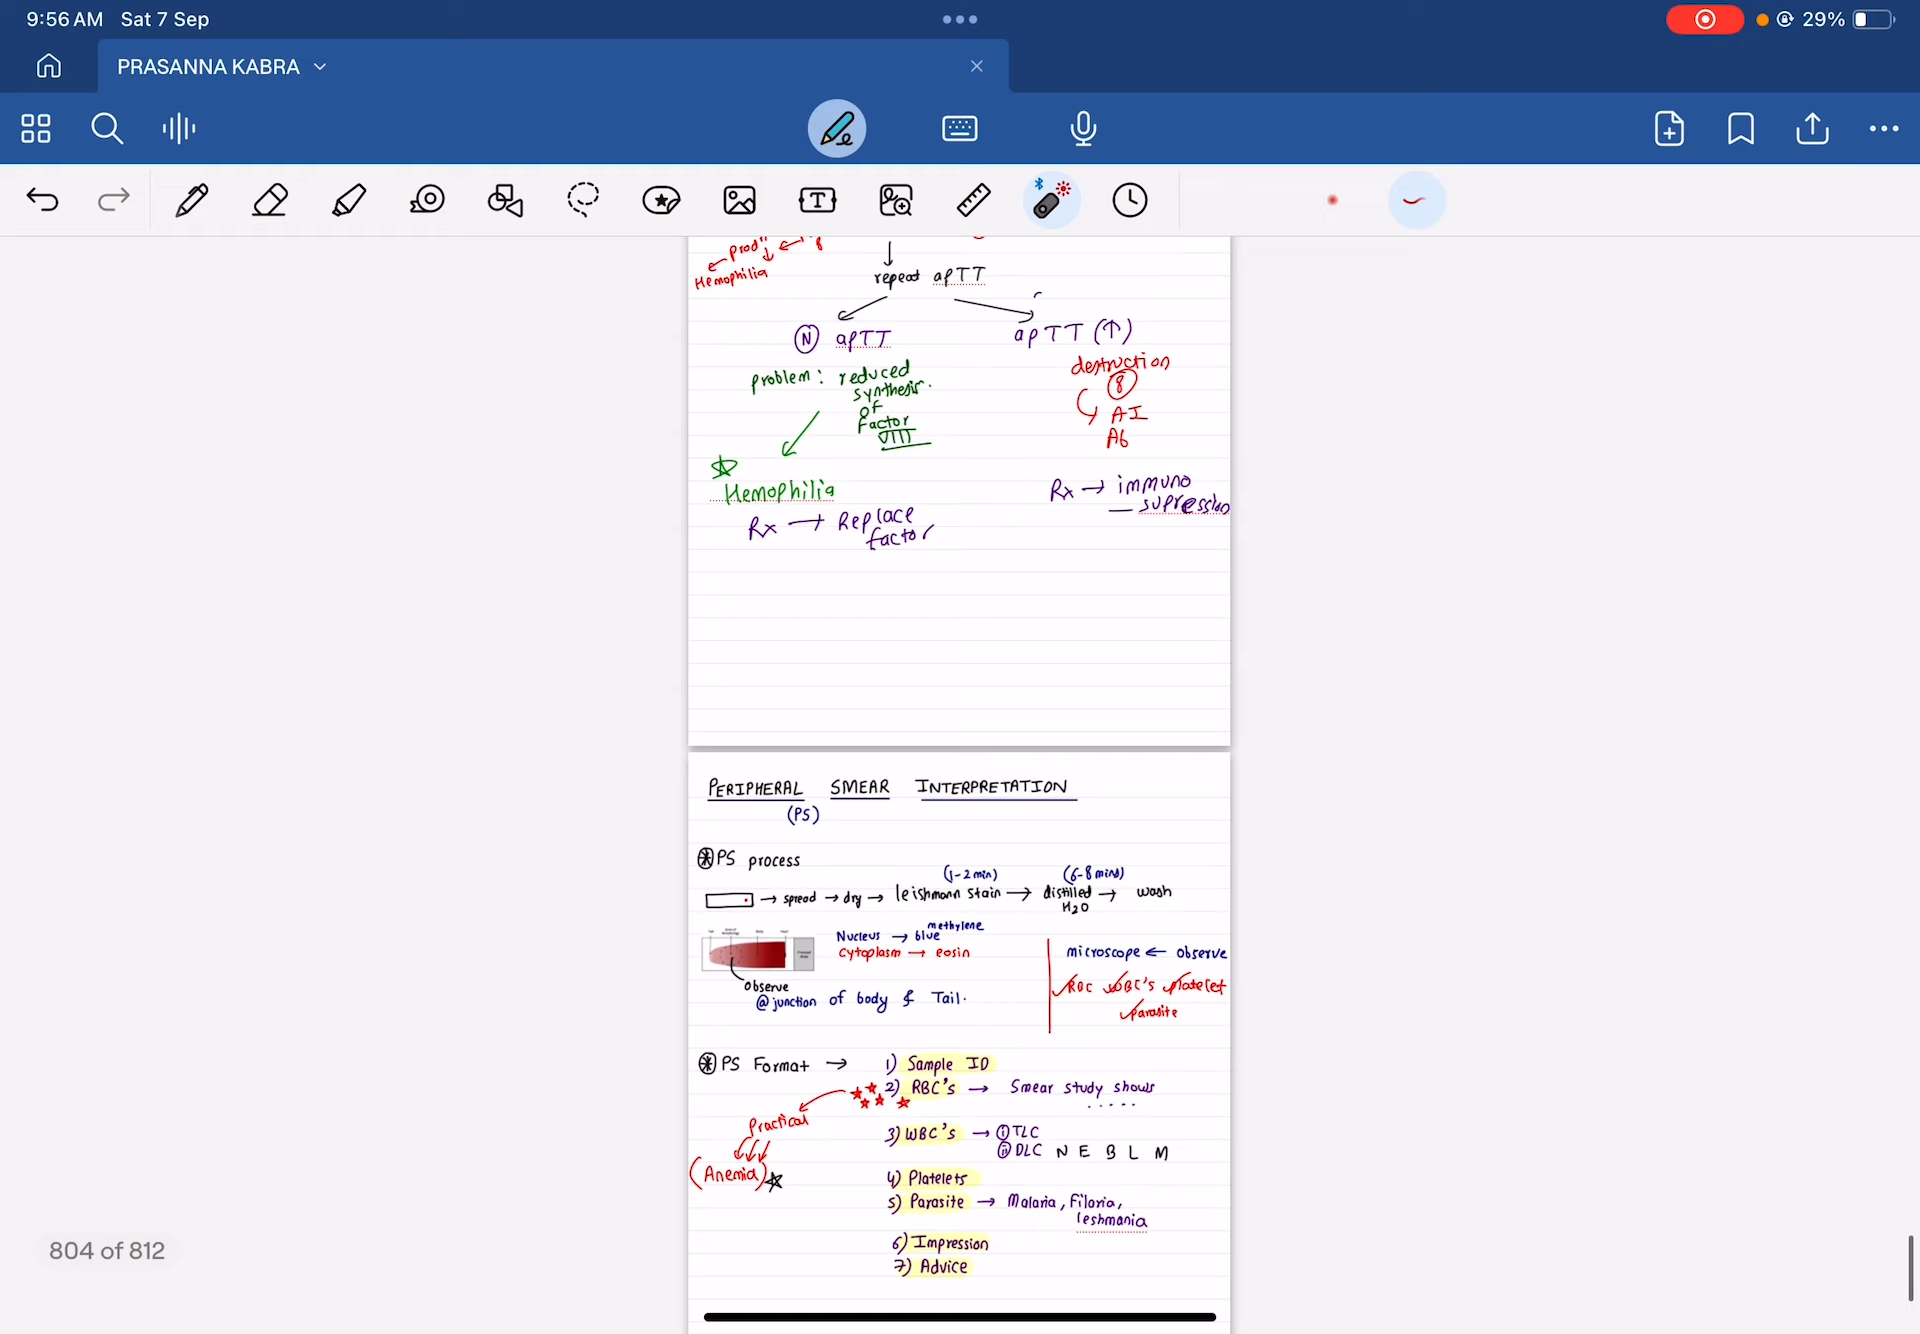 9:56 AM Sat 7 Sep
29%
PRASANNA KABRA
prod"
Hemophilia
repeat apTT
N apTT
apTT (↑)
problem: reduced
synthesis.
of
factor
VIII
destruction
8
AI
Ab
Hemophilia
Rx → Replace
factor
Rx → immuno
— supression
PERIPHERAL SMEAR INTERPRETATION
(PS)
PS process
(1-2 min) (6-8 mins)
→ spread → dry → leishmann stain → distilled → wash
H2O
Nucleus → blue methylene
cytoplasm → eosin
microscope ← observe
RBC WBC's platelet
parasite
Observe
@ junction of body & Tail.
PS Format → 1) Sample ID
2) RBC's → Smear study shows
.....
Practical
(Anemia)
3) WBC's → i TLC
ii DLC N E B L M
4) Platelets
5) Parasite → Malaria, Filaria,
leshmania
6) Impression
7) Advice
804 of 812